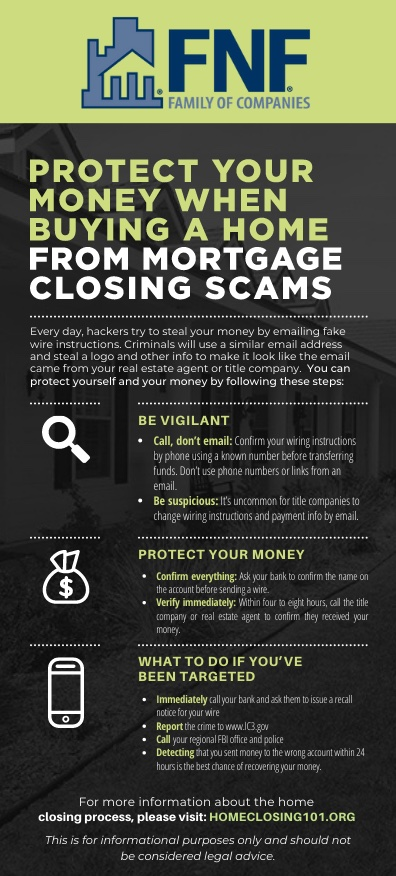 FNF
FAMILY OF COMPANIES
PROTECT YOUR
MONEY WHEN
BUYING A HOME
FROM MORTGAGE
CLOSING SCAMS
Every day, hackers try to steal your money by emailing fake
wire instructions. Criminals will use a similar email address
and steal a logo and other info to make it look like the email
came from your real estate agent or title company. You can
protect yourself and your money by following these steps:
BE VIGILANT
• Call, don't email: Confirm your wiring instructions
by phone using a known number before transferring
funds. Don't use phone numbers or links from an
email.
• Be suspicious: It's uncommon for title companies to
change wiring instructions and payment info by email.
PROTECT YOUR MONEY
• Confirm everything: Ask your bank to confirm the name on
the account before sending a wire.
• Verify immediately: Within four to eight hours, call the title
company or real estate agent to confirm they received your
money.
WHAT TO DO IF YOU'VE
BEEN TARGETED
• Immediately call your bank and ask them to issue a recall
notice for your wire
• Report the crime to www.IC3.gov
• Call your regional FBI office and police
• Detecting that you sent money to the wrong account within 24
hours is the best chance of recovering your money.
For more information about the home
closing process, please visit: HOMECLOSING101.ORG
This is for informational purposes only and should not
be considered legal advice.